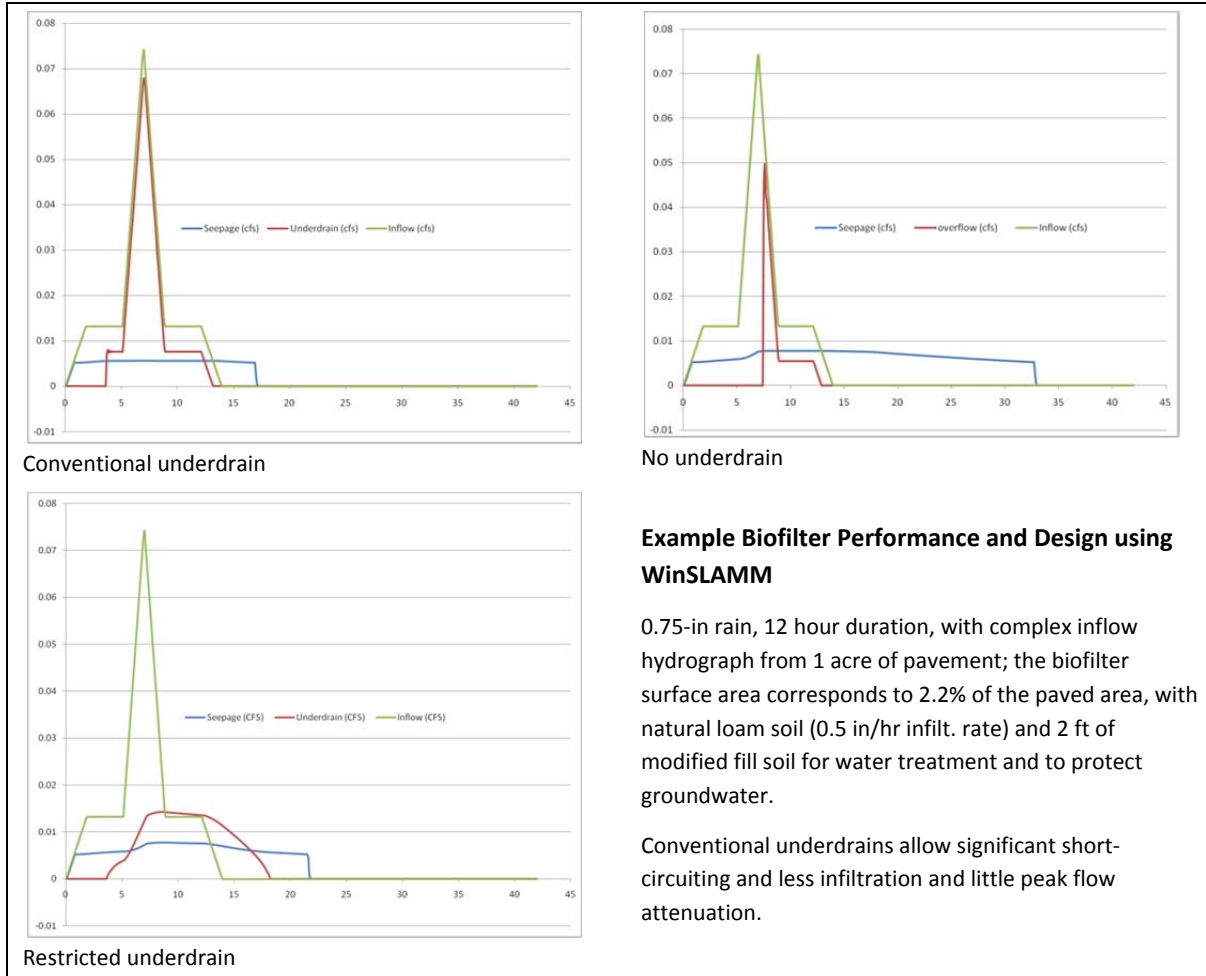 0.08
0.07
0.06
0.05
0.04
0.03
0.02
0.01
0
-0.01
0 5 10 15 20 25 30 35 40 45
Seepage (cfs) Underdrain (cfs) Inflow (cfs)
Conventional underdrain
0.08
0.07
0.06
0.05
0.04
0.03
0.02
0.01
0
-0.01
0 5 10 15 20 25 30 35 40 45
Seepage (cfs) overflow (cfs) Inflow (cfs)
No underdrain
0.08
0.07
0.06
0.05
0.04
0.03
0.02
0.01
0
-0.01
0 5 10 15 20 25 30 35 40 45
Seepage (CFS) Underdrain (CFS) Inflow (CFS)
Restricted underdrain
Example Biofilter Performance and Design using
WinSLAMM
0.75-in rain, 12 hour duration, with complex inflow
hydrograph from 1 acre of pavement; the biofilter
surface area corresponds to 2.2% of the paved area, with
natural loam soil (0.5 in/hr infilt. rate) and 2 ft of
modified fill soil for water treatment and to protect
groundwater.
Conventional underdrains allow significant short-
circuiting and less infiltration and little peak flow
attenuation.